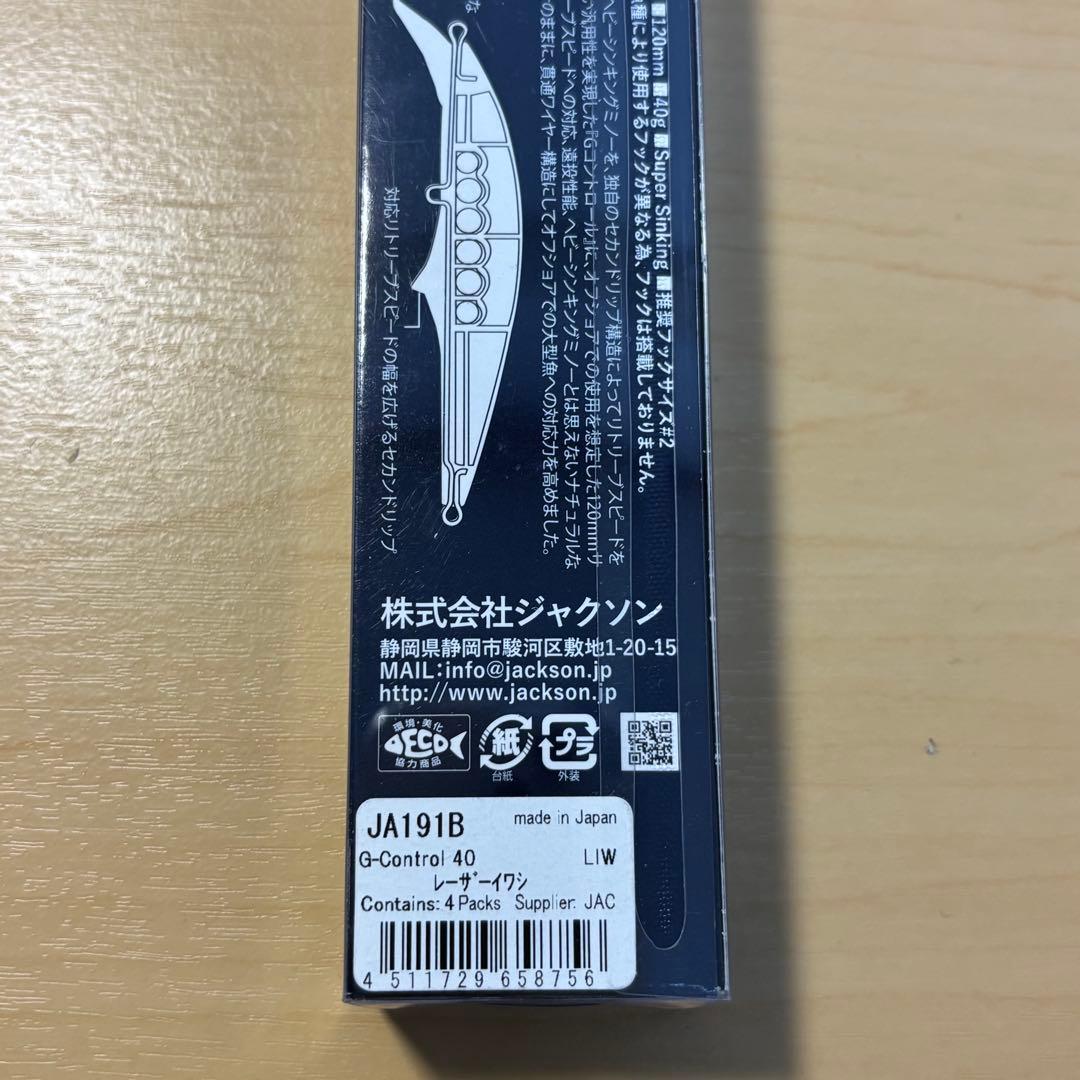 120mm 40g Super Sinking 推奨フックサイズ#2
魚種により使用するフックが異なる為、フックは搭載しておりません。
ヘビーシンキングミノーを、独自のセカンドリップ構造によってリトリーブスピードを
汎用性を実現した『Gコントロール』に、オフショアでの使用を想定した120mmサ
ーブスピードへの対応、遠投性能、ヘビーシンキングミノーとは思えないナチュラルな
のままに、貫通ワイヤー構造にしてオフショアでの大型魚への対応力を高めました。
な
対応リトリーブスピードの幅を広げるセカンドリップ
株式会社ジャクソン
静岡県静岡市駿河区敷地1-20-15
MAIL:info@jackson.jp
http://www.jackson.jp
環境・美化
ECO
協力商品
紙
台紙
プラ
外装
JA191B made in Japan
G-Control 40 LIW
レーザーイワシ
Contains: 4 Packs Supplier: JAC
4 511729 658756